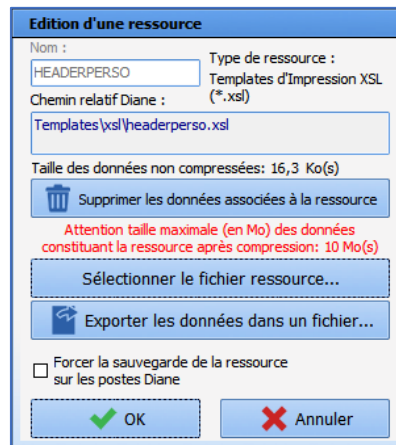 Edition d'une ressource
Nom :
HEADERPERSO
Type de ressource :
Templates d'Impression XSL
(*.xsl)
Chemin relatif Diane :
Templates\xsl\headerperso.xsl
Taille des données non compressées: 16,3 Ko(s)
Supprimer les données associées à la ressource
Attention taille maximale (en Mo) des données
constituant la ressource après compression: 10 Mo(s)
Sélectionner le fichier ressource...
Exporter les données dans un fichier...
Forcer la sauvegarde de la ressource
sur les postes Diane
OK
Annuler